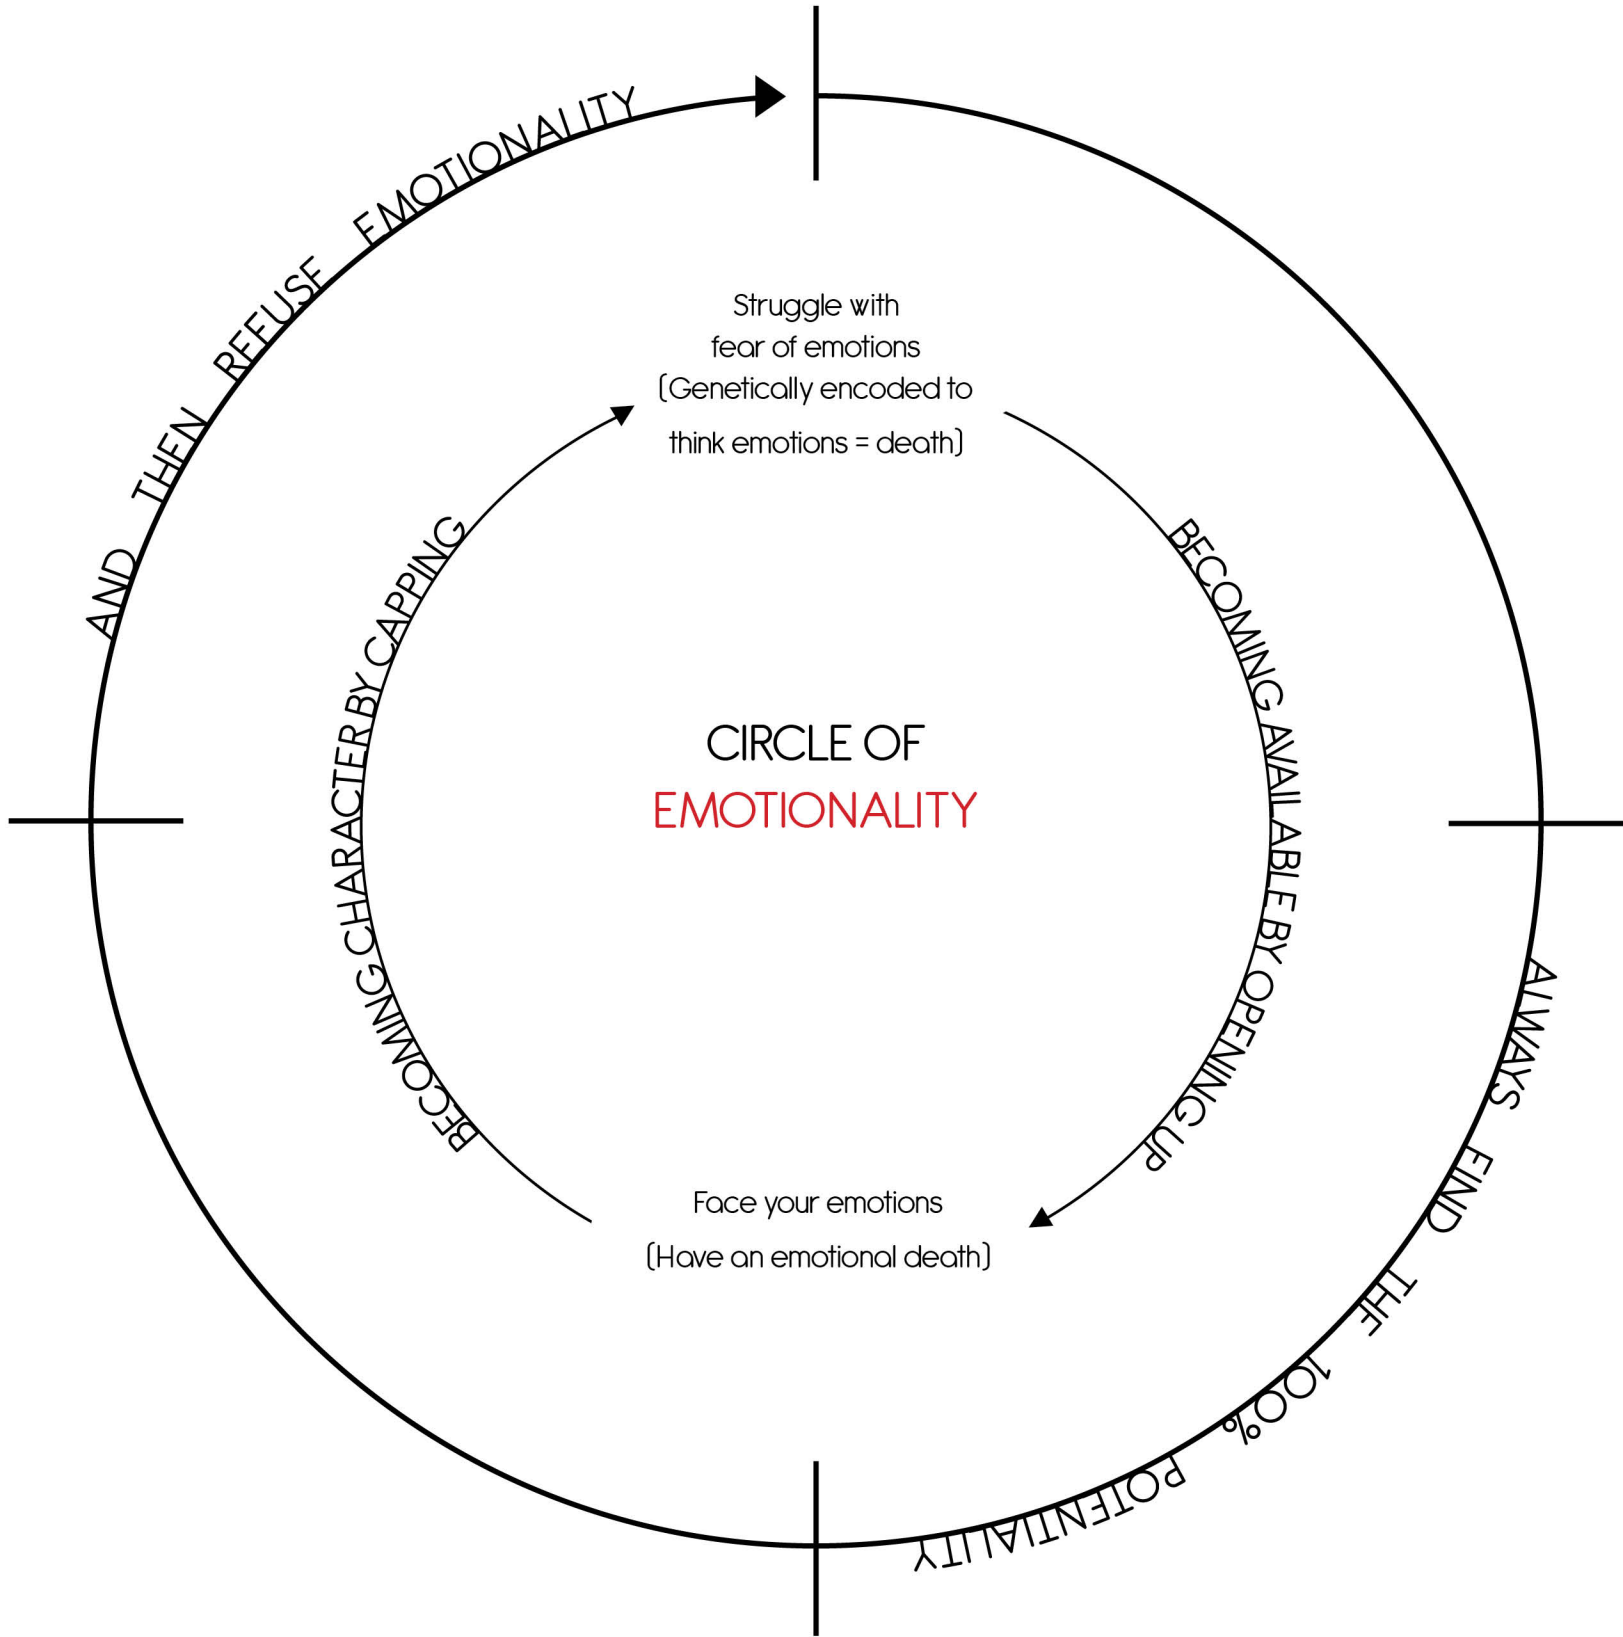 AND THEN REFUSE EMOTIONALITY
Struggle with
fear of emotions
(Genetically encoded to
think emotions = death)
BECOMING AVAILABLE BY OPENING UP
BECOMING CHARACTER BY CAPPING
CIRCLE OF
EMOTIONALITY
Face your emotions
(Have an emotional death)
ALWAYS FIND THE 100% POTENTIALITY